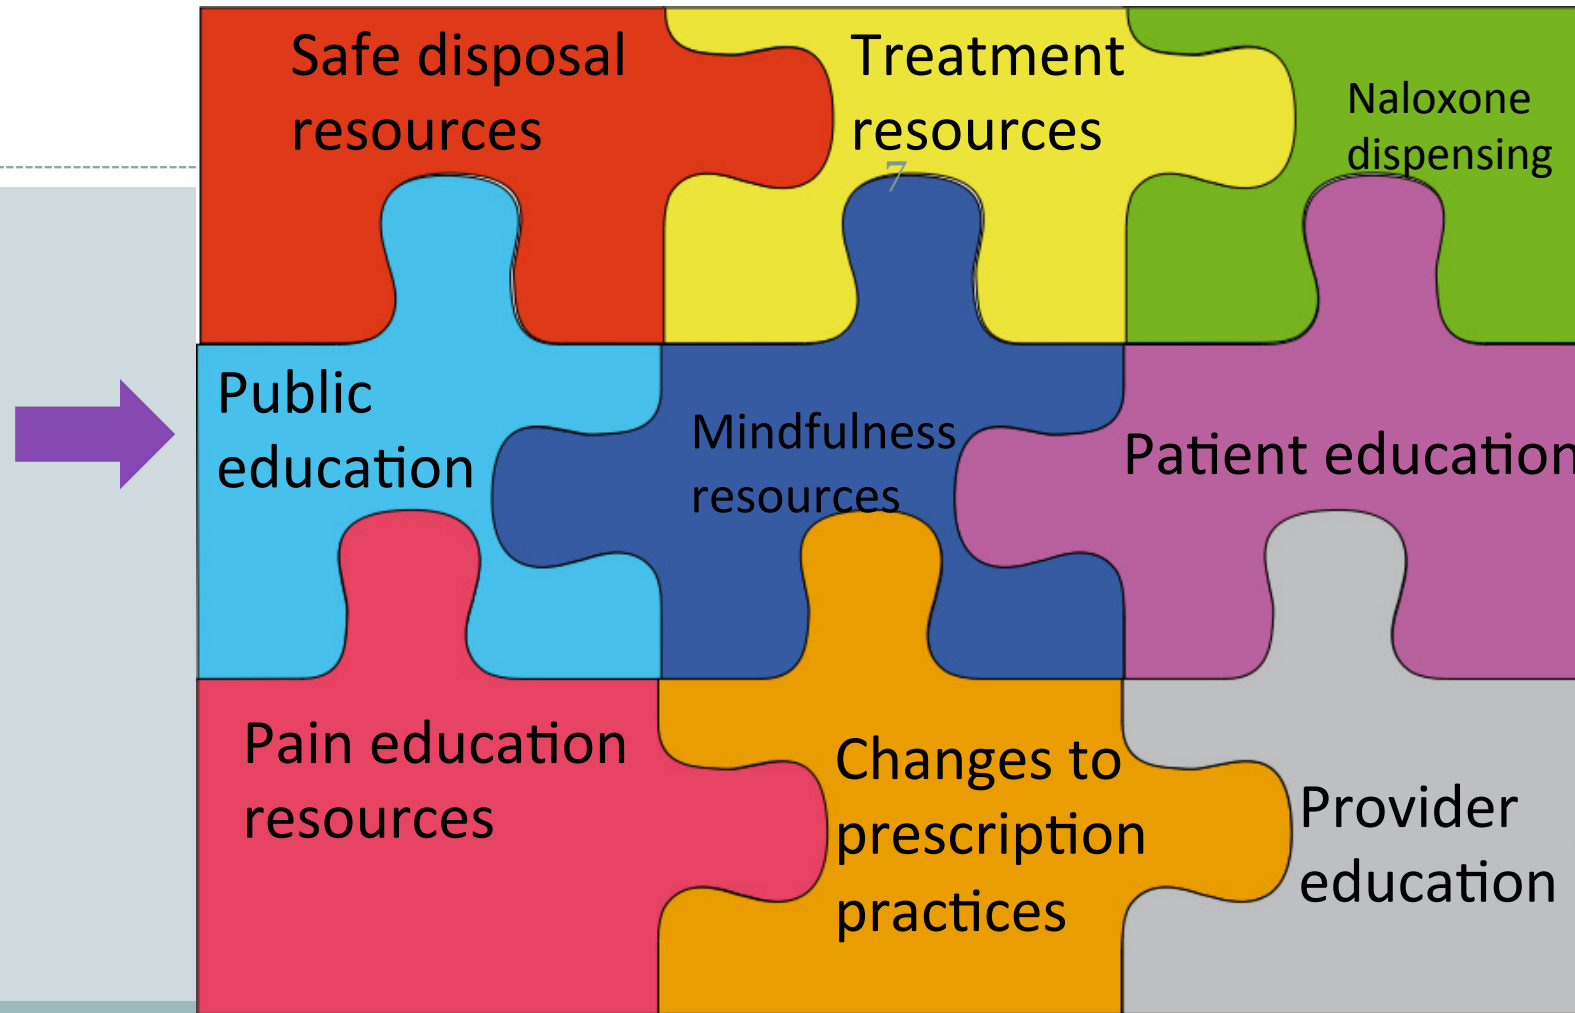 Safe disposal
resources
Treatment
resources
Naloxone
dispensing
7
Public
education
Mindfulness
resources
Patient education
Pain education
resources
Changes to
prescription
practices
Provider
education